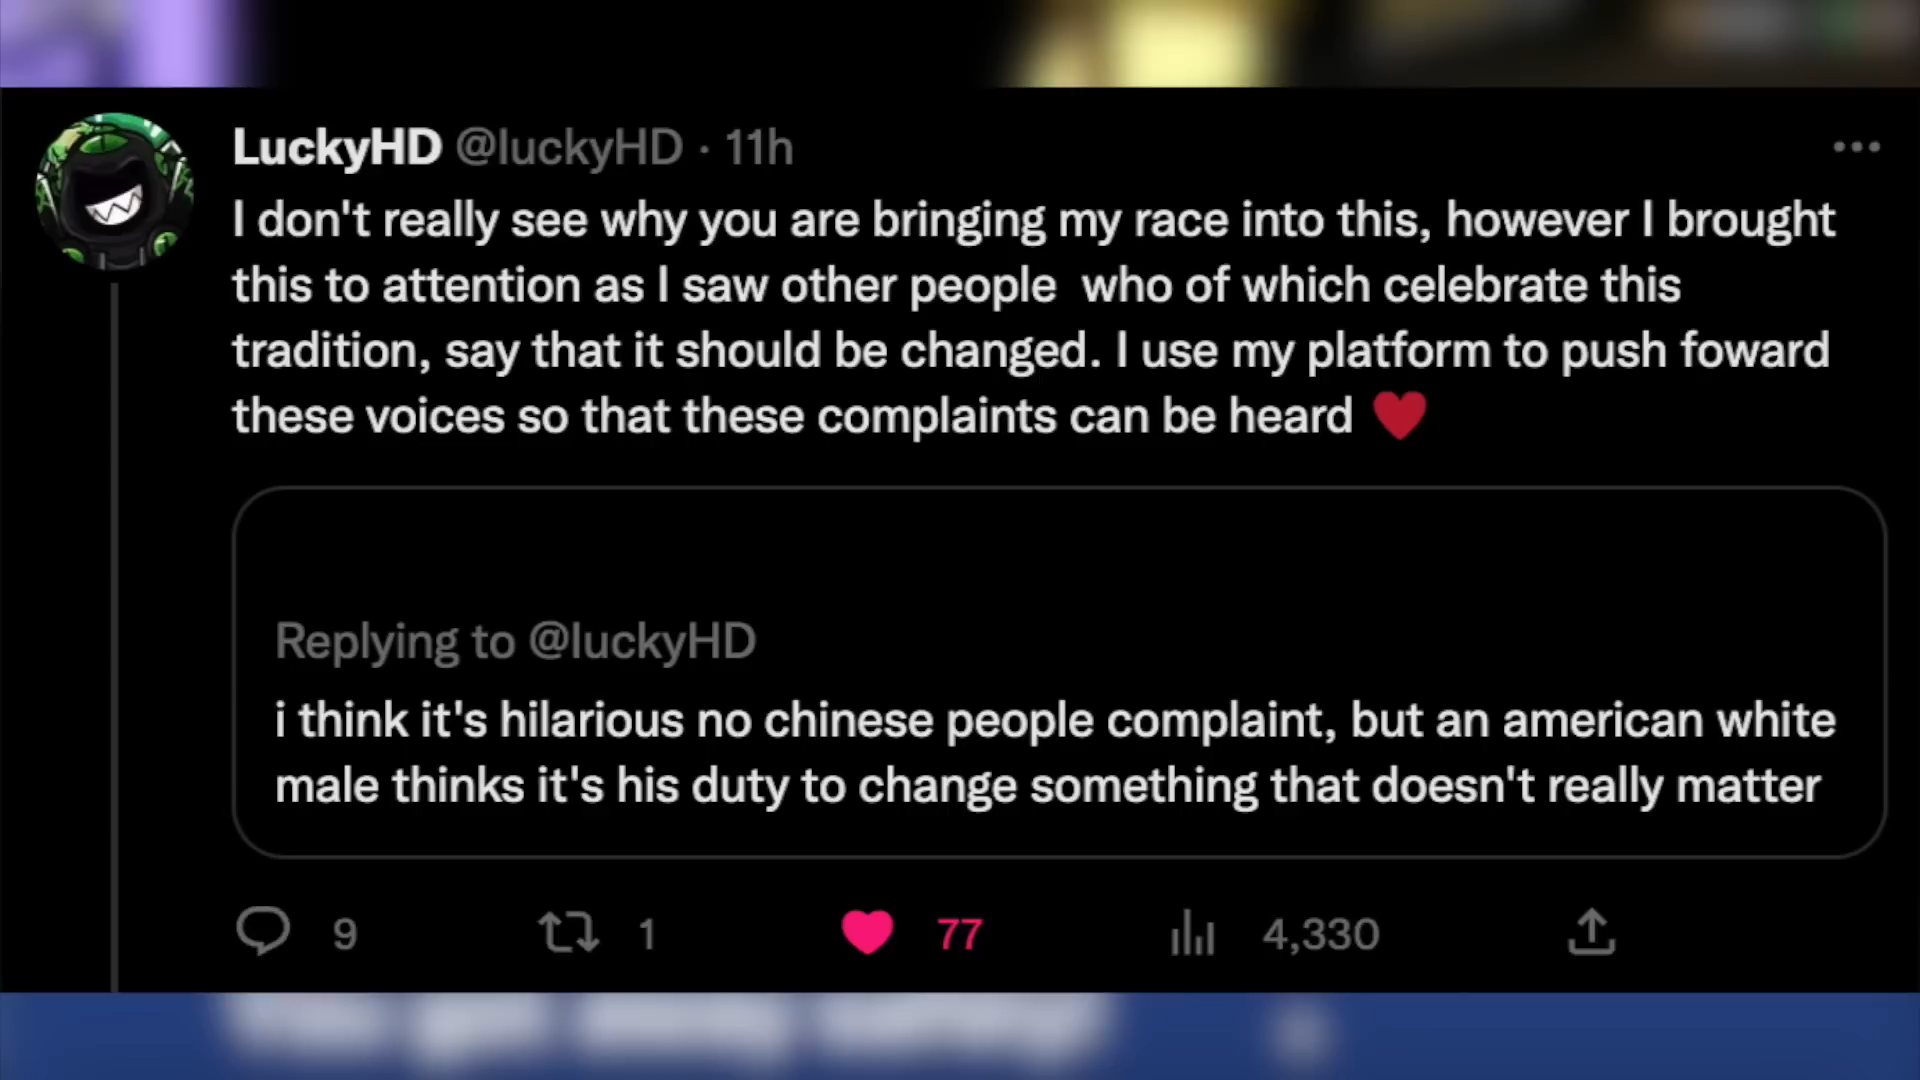 LuckyHD @luckyHD · 11h
I don't really see why you are bringing my race into this, however I brought
this to attention as I saw other people  who of which celebrate this
tradition, say that it should be changed. I use my platform to push foward
these voices so that these complaints can be heard ❤️
Replying to @luckyHD
i think it's hilarious no chinese people complaint, but an american white
male thinks it's his duty to change something that doesn't really matter
9 1 77 4,330